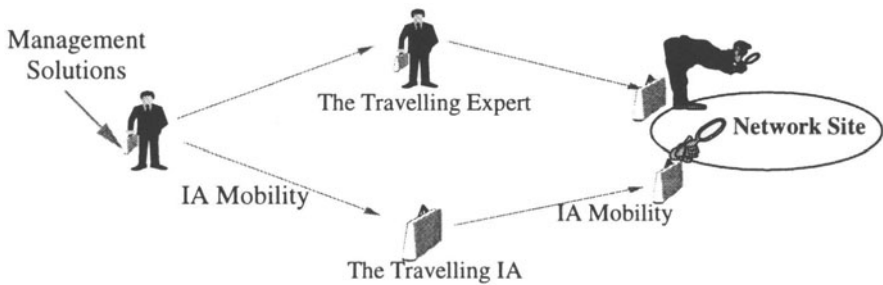 Management
Solutions
The Travelling Expert
Network Site
IA Mobility
IA Mobility
The Travelling IA